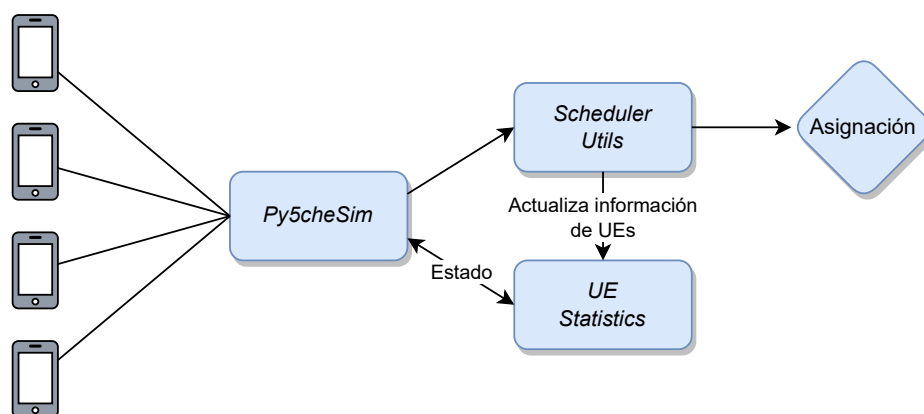 Scheduler
Utils
Asignación
Py5cheSim
Actualiza información
de UEs
Estado
UE
Statistics